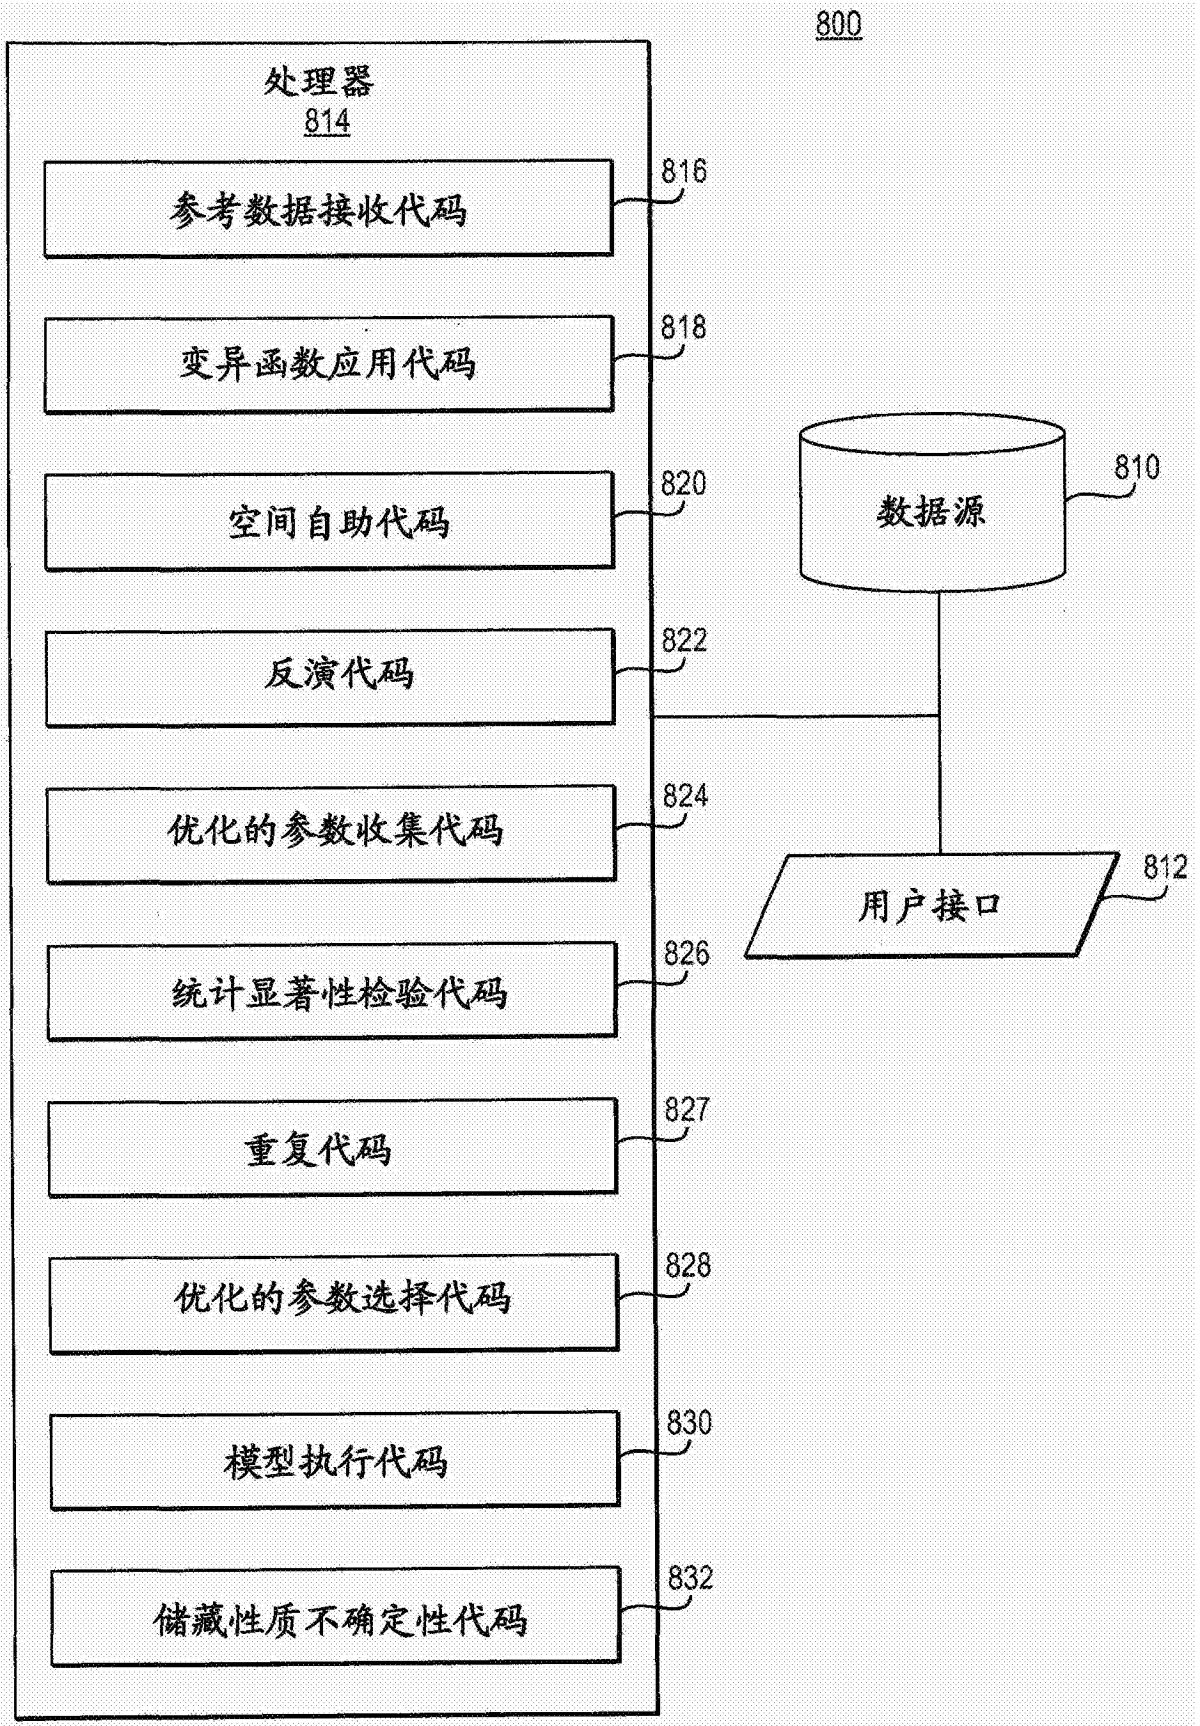 800
处理器
814
816
参考数据接收代码
818
变异函数应用代码
820
空间自助代码
810
数据源
822
反演代码
824
优化的参数收集代码
812
用户接口
826
统计显著性检验代码
827
重复代码
828
优化的参数选择代码
830
模型执行代码
832
储藏性质不确定性代码